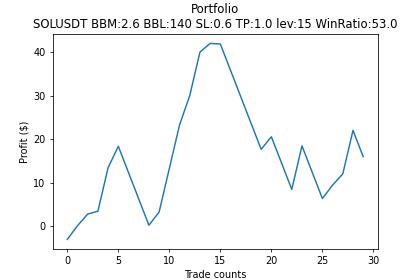 Portfolio
SOLUSDT BBM:2.6 BBL:140 SL:0.6 TP:1.0 lev:15 WinRatio:53.0
Profit ($)
40
30
20
10
0
0 5 10 15 20 25 30
Trade counts